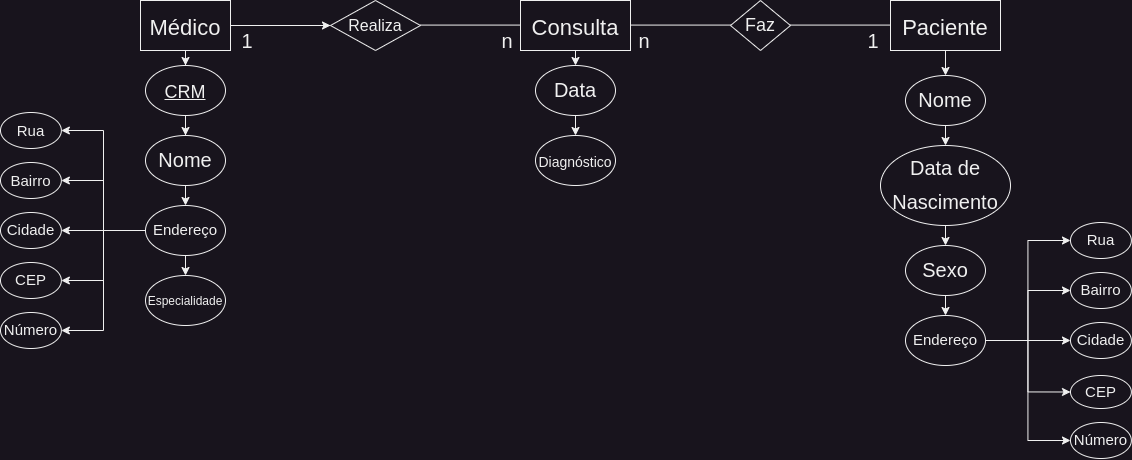 Médico
1
Realiza
n
Consulta
n
Faz
1
Paciente
CRM
Nome
Endereço
Especialidade
Rua
Bairro
Cidade
CEP
Número
Data
Diagnóstico
Nome
Data de
Nascimento
Sexo
Endereço
Rua
Bairro
Cidade
CEP
Número